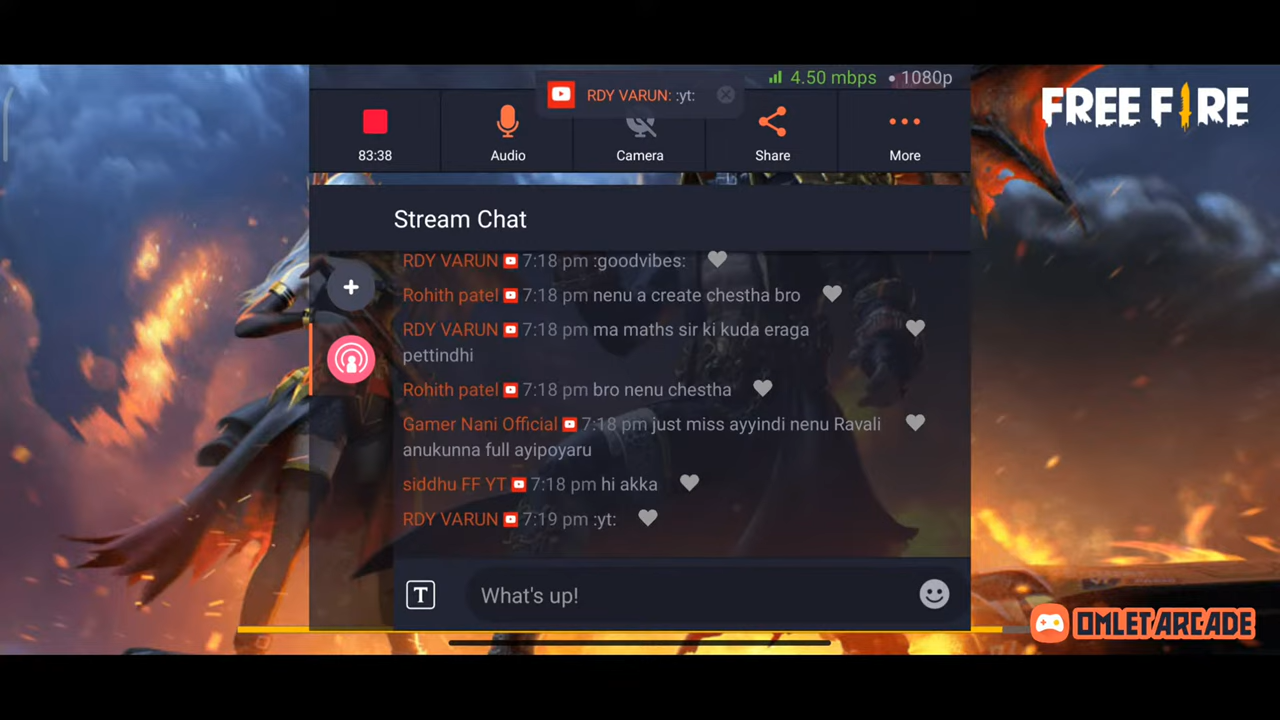 4.50 mbps • 1080p
RDY VARUN: :yt:
FREE FIRE
83:38
Audio
Camera
Share
More
Stream Chat
RDY VARUN 7:18 pm :goodvibes:
Rohith patel 7:18 pm nenu a create chestha bro
RDY VARUN 7:18 pm ma maths sir ki kuda eraga
pettindhi
Rohith patel 7:18 pm bro nenu chestha
Gamer Nani Official 7:18 pm just miss ayyindi nenu Ravali
anukunna full ayipoyaru
siddhu FF YT 7:18 pm hi akka
RDY VARUN 7:19 pm :yt:
T
What's up!
OMLET ARCADE